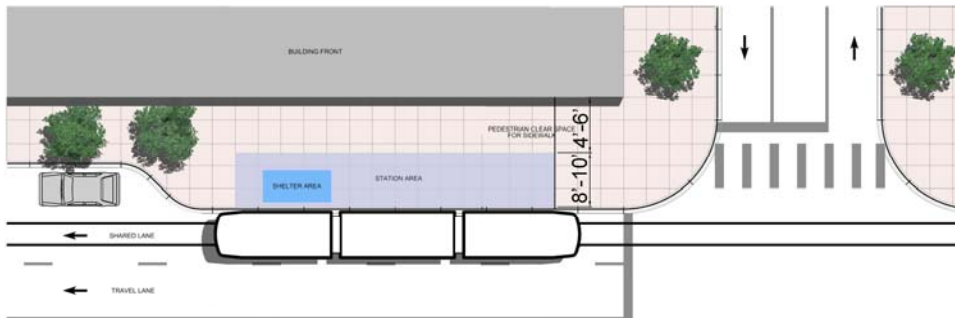 BUILDING FRONT
PEDESTRIAN CLEAR SPACE
FOR SIDEWALK
4'-6'
8'-10'
STATION AREA
SHELTER AREA
SHARED LANE
TRAVEL LANE